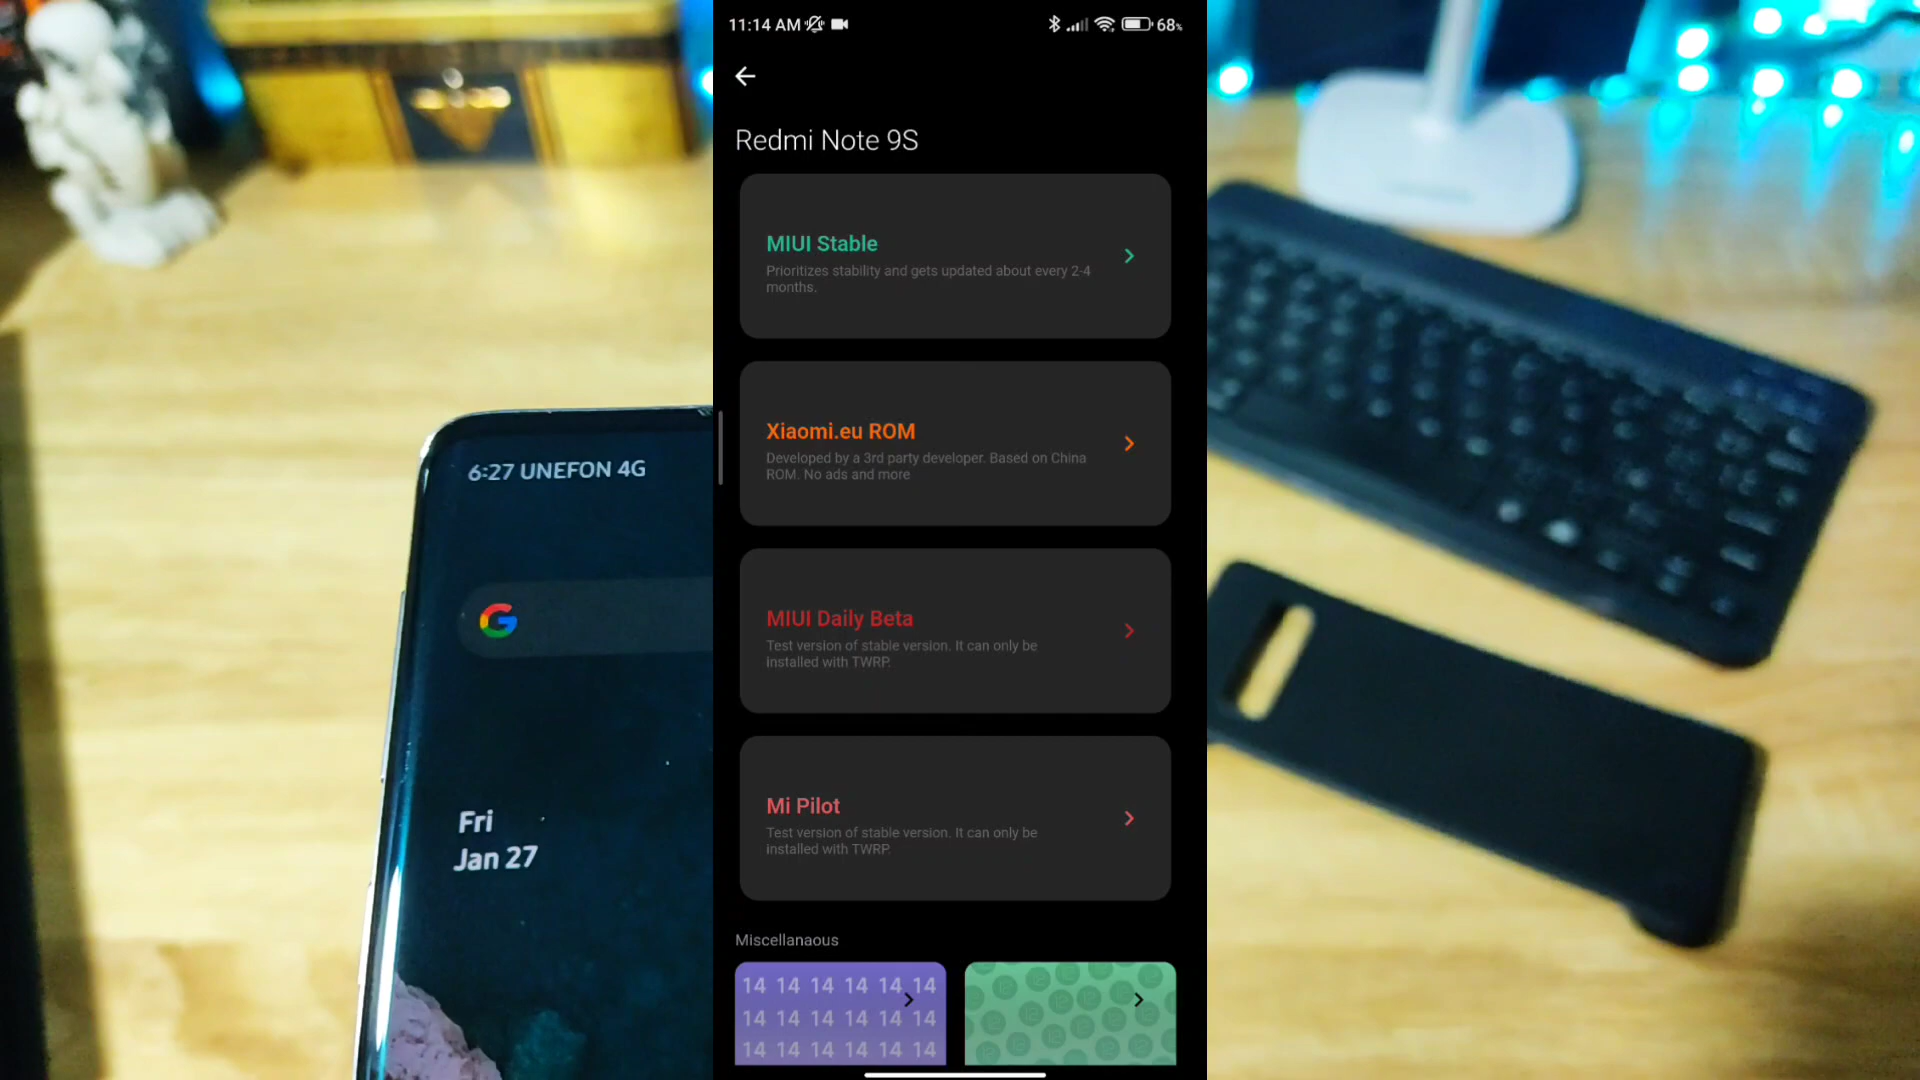 6:27 UNEFON 4G
G
Fri
Jan 27
11:14 AM
68%
Redmi Note 9S
MIUI Stable
Prioritizes stability and gets updated about every 2-4
months.
Xiaomi.eu ROM
Developed by a 3rd party developer. Based on China
ROM. No ads and more
MIUI Daily Beta
Test version of stable version. It can only be
installed with TWRP.
Mi Pilot
Test version of stable version. It can only be
installed with TWRP.
Miscellanaous
14 14 14 14 14 14
14 14 14 14 14 14
14 14 14 14 14 14